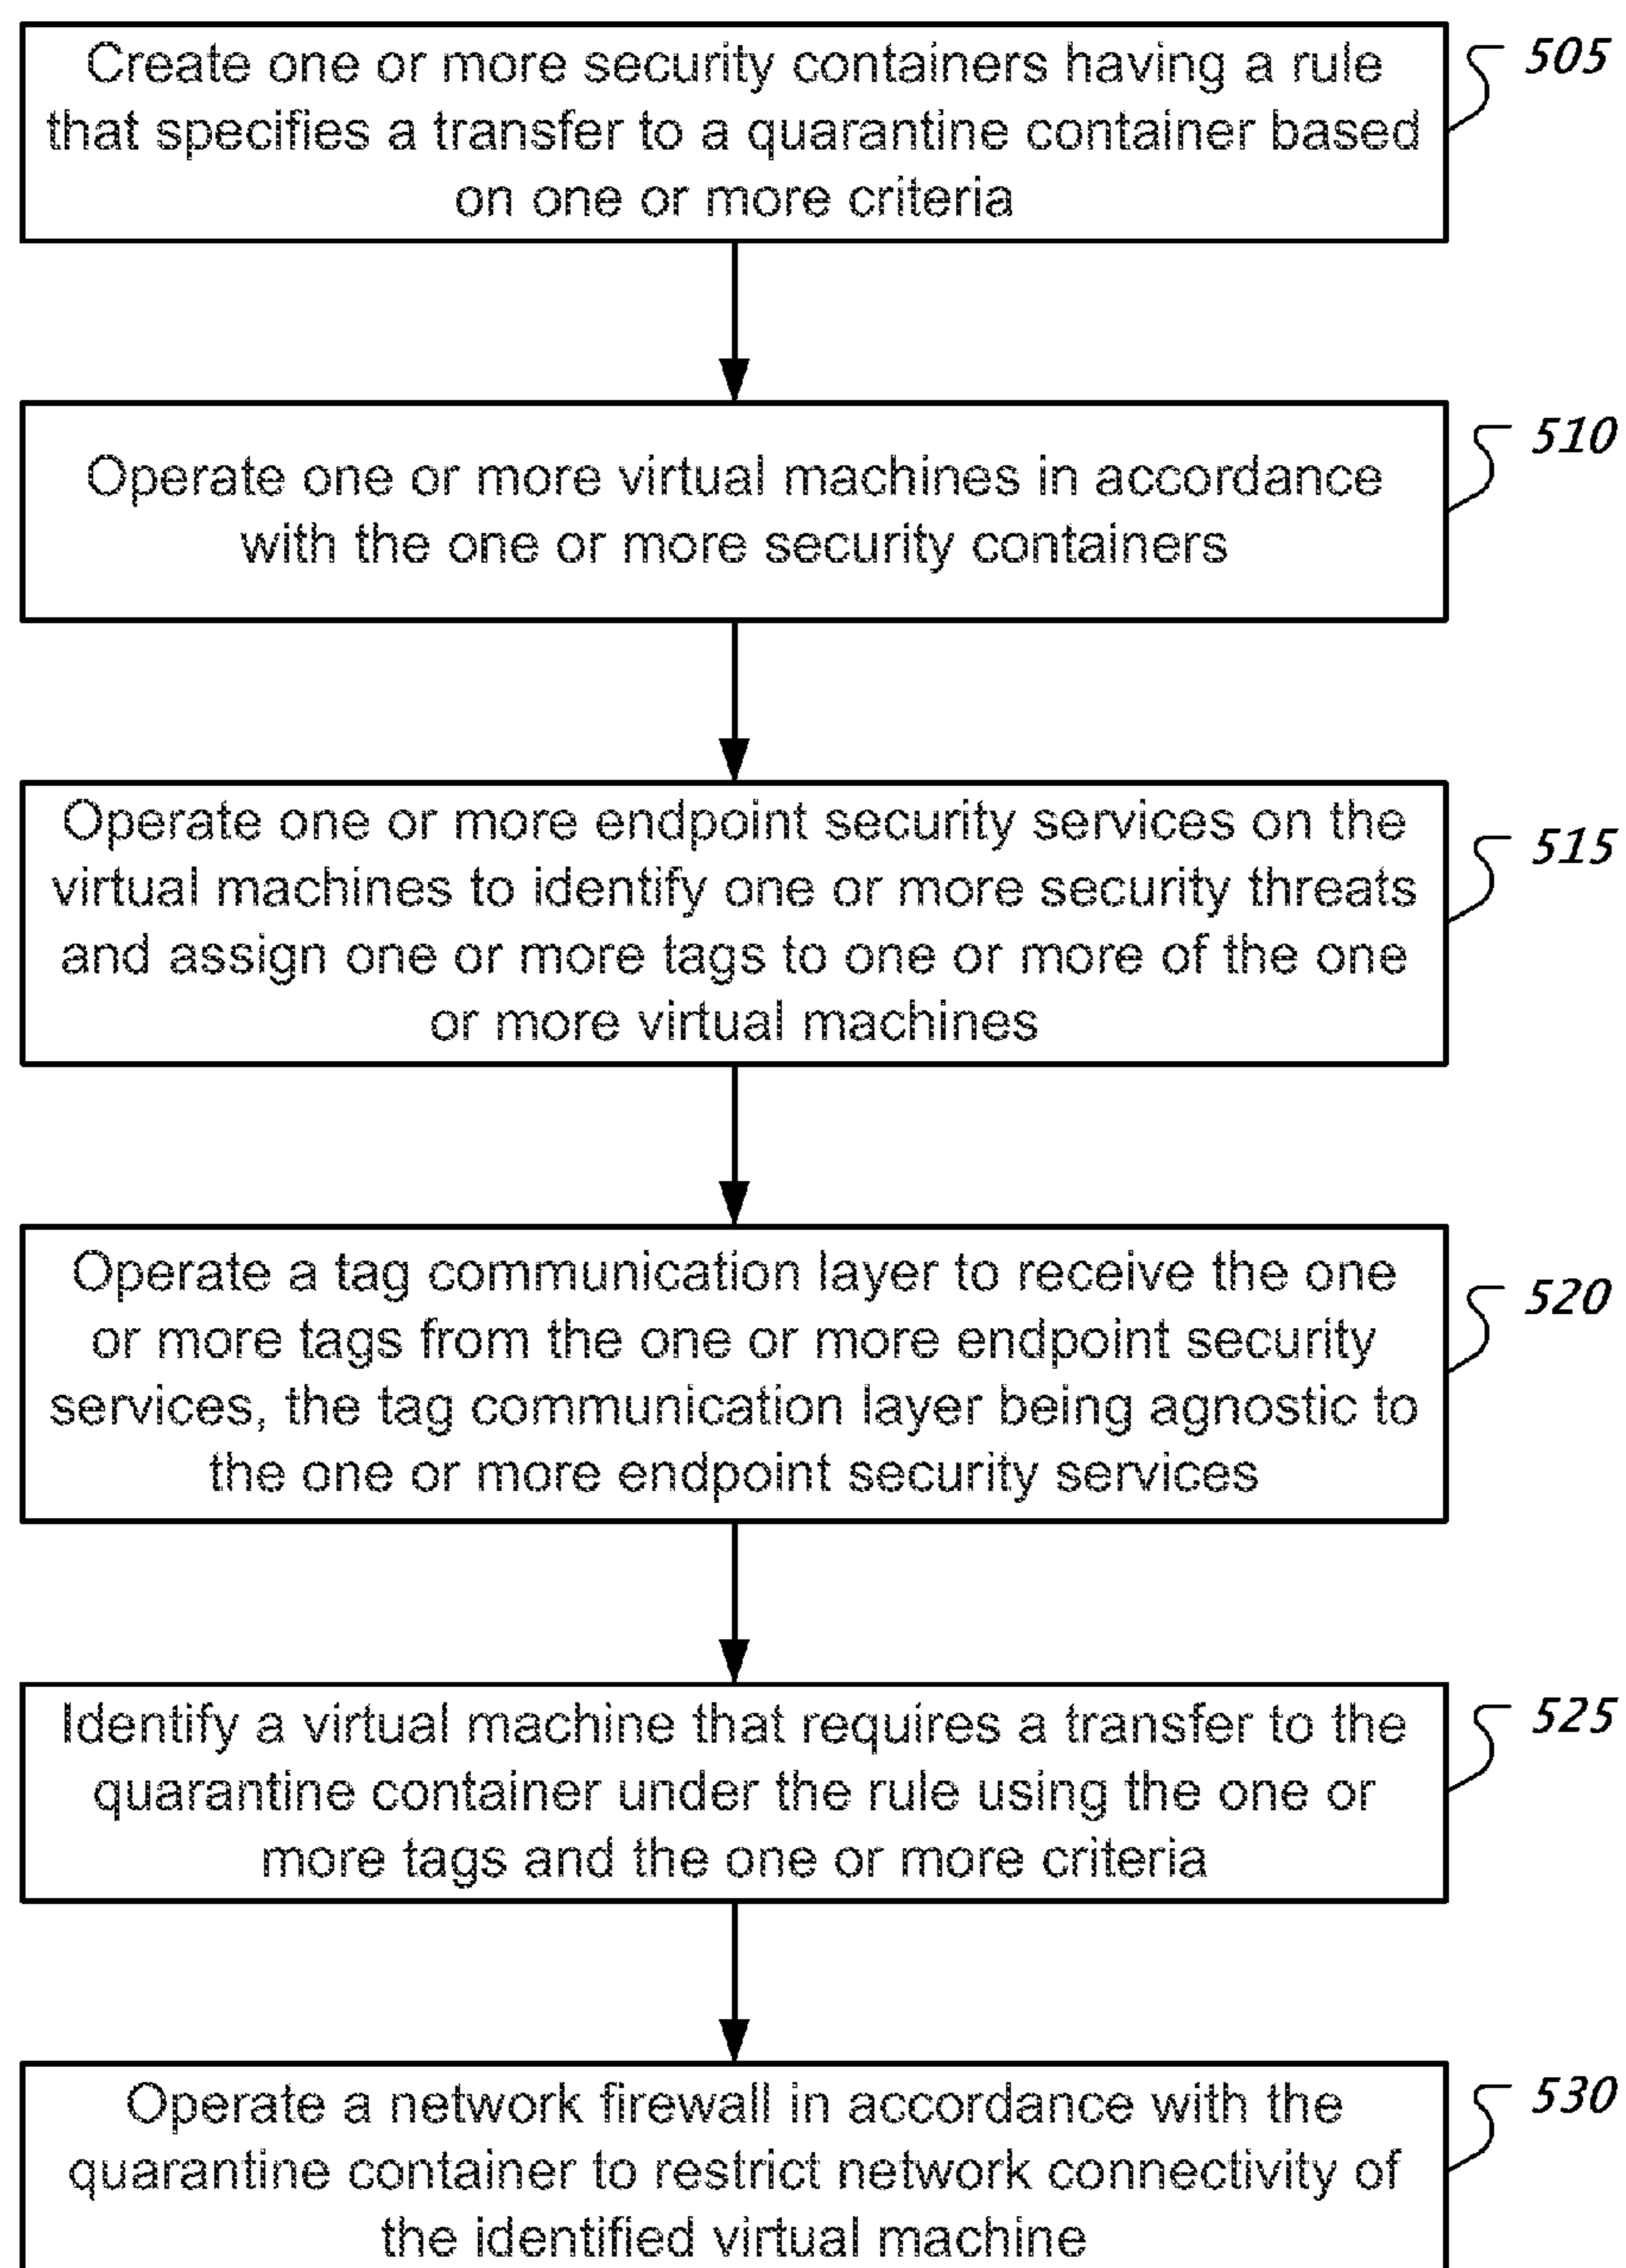 Create one or more security containers having a rule
that specifies a transfer to a quarantine container based
on one or more criteria
505
Operate one or more virtual machines in accordance
with the one or more security containers
510
Operate one or more endpoint security services on the
virtual machines to identify one or more security threats
and assign one or more tags to one or more of the one
or more virtual machines
515
Operate a tag communication layer to receive the one
or more tags from the one or more endpoint security
services, the tag communication layer being agnostic to
the one or more endpoint security services
520
Identify a virtual machine that requires a transfer to the
quarantine container under the rule using the one or
more tags and the one or more criteria
525
Operate a network firewall in accordance with the
quarantine container to restrict network connectivity of
the identified virtual machine
530